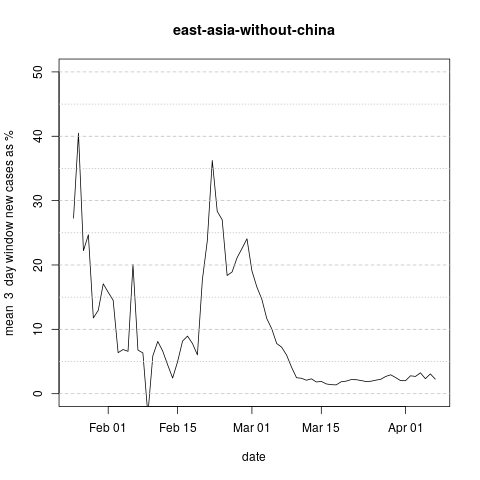 east-asia-without-china
mean  3  day window new cases as %
50
40
30
20
10
0
Feb 01
Feb 15
Mar 01
Mar 15
Apr 01
date